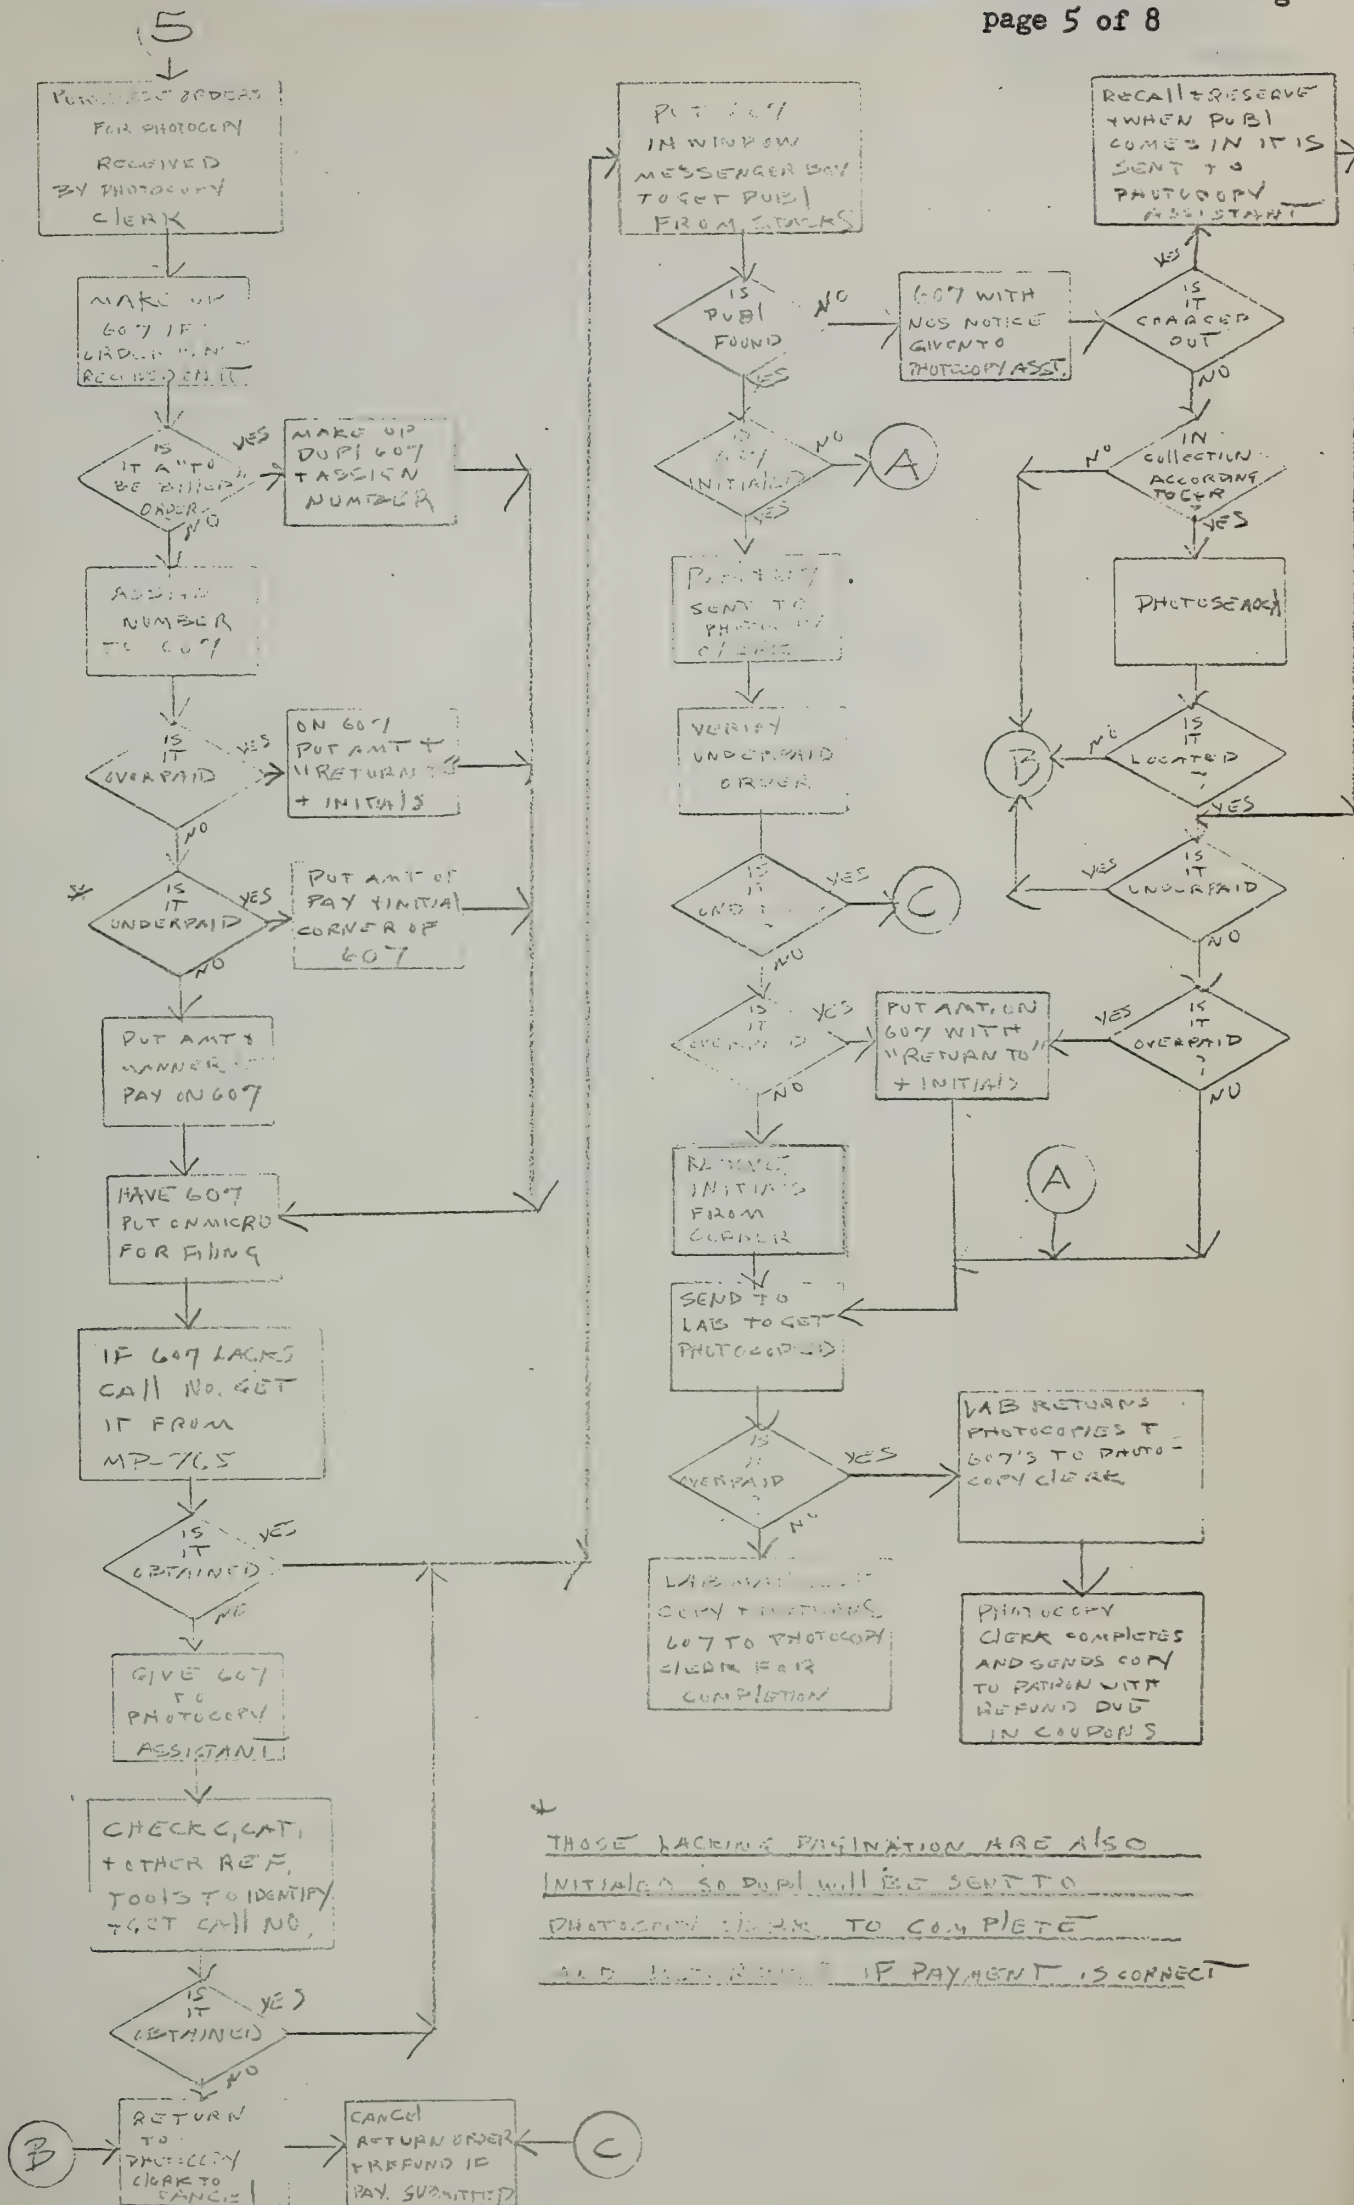 page 5 of 8
5
ORDERS
FOR PHOTOCOPY
RECEIVED
BY PHOTOCOPY
CLERK
MAKE UP
607 IF
RECEIVED ON IT
IS
IT A "TO
BE BILLED"
ORDER
YES
NO
MAKE UP
DUPL 607
+ ASSIGN
NUMBER
ASSIGN
NUMBER
TO 607
IS
IT
OVERPAID
YES
NO
ON 607
PUT AMT +
"RETURN TO"
+ INITIALS
*
IS
IT
UNDERPAID
YES
NO
PUT AMT OF
PAY + INITIAL
CORNER OF
607
PUT AMT +
MANNER
PAY ON 607
HAVE 607
PUT ON MICRO
FOR FILING
IF 607 LACKS
CALL NO. GET
IT FROM
MP-765
IS
IT
OBTAINED
YES
NO
GIVE 607
TO
PHOTOCOPY
ASSISTANT
CHECK C, CAT,
+ OTHER REF.
TOOLS TO IDENTIFY
+ GET CALL NO.
IS
IT
OBTAINED
YES
NO
B
RETURN
TO
PHOTOCOPY
CLERK TO
CANCEL
CANCEL
RETURN ORDER
+ REFUND IF
PAY. SUBMITTED
C
PUT 607
IN WINDOW
MESSENGER BOY
TO GET PUBL
FROM STACKS
IS
PUBL
FOUND
NO
YES
607 WITH
NOS NOTICE
GIVEN TO
PHOTOCOPY ASST.
IS
IT
CHARGED
OUT
YES
NO
RECALL + RESERVE
+ WHEN PUBL
COMES IN IT IS
SENT TO
PHOTOCOPY
ASSISTANT
IN
COLLECTION
ACCORDING
TO
NO
YES
PHOTOSEARCH
IS
IT
LOCATED
?
NO
YES
B
IS
IT
UNDERPAID
YES
NO
IS
IT
OVERPAID
?
YES
NO
IS
607
INITIALED
NO
YES
A
SENT TO
PHOTOCOPY
CLERK
VERIFY
UNDERPAID
ORDER
IS
IT
UND
?
YES
NO
C
IS
IT
OVERPAID
YES
NO
PUT AMT. ON
607 WITH
"RETURN TO"
+ INITIALS
A
REMOVE
INITIALS
FROM
CORNER
SEND TO
LAB TO GET
PHOTOCOPIED
IS
IT
OVERPAID
?
YES
NO
LAB RETURNS
PHOTOCOPIES +
607'S TO PHOTO-
COPY CLERK
PHOTOCOPY
CLERK COMPLETES
AND SENDS COPY
TO PATRON WITH
REFUND DUE
IN COUPONS
LAB
COPY + RETURNS
607 TO PHOTOCOPY
CLERK FOR
COMPLETION
*
THOSE LACKING PAGINATION ARE ALSO
INITIALED SO PUBL WILL BE SENT TO
PHOTOCOPY CLERK TO COMPLETE
AND IF PAYMENT IS CORRECT